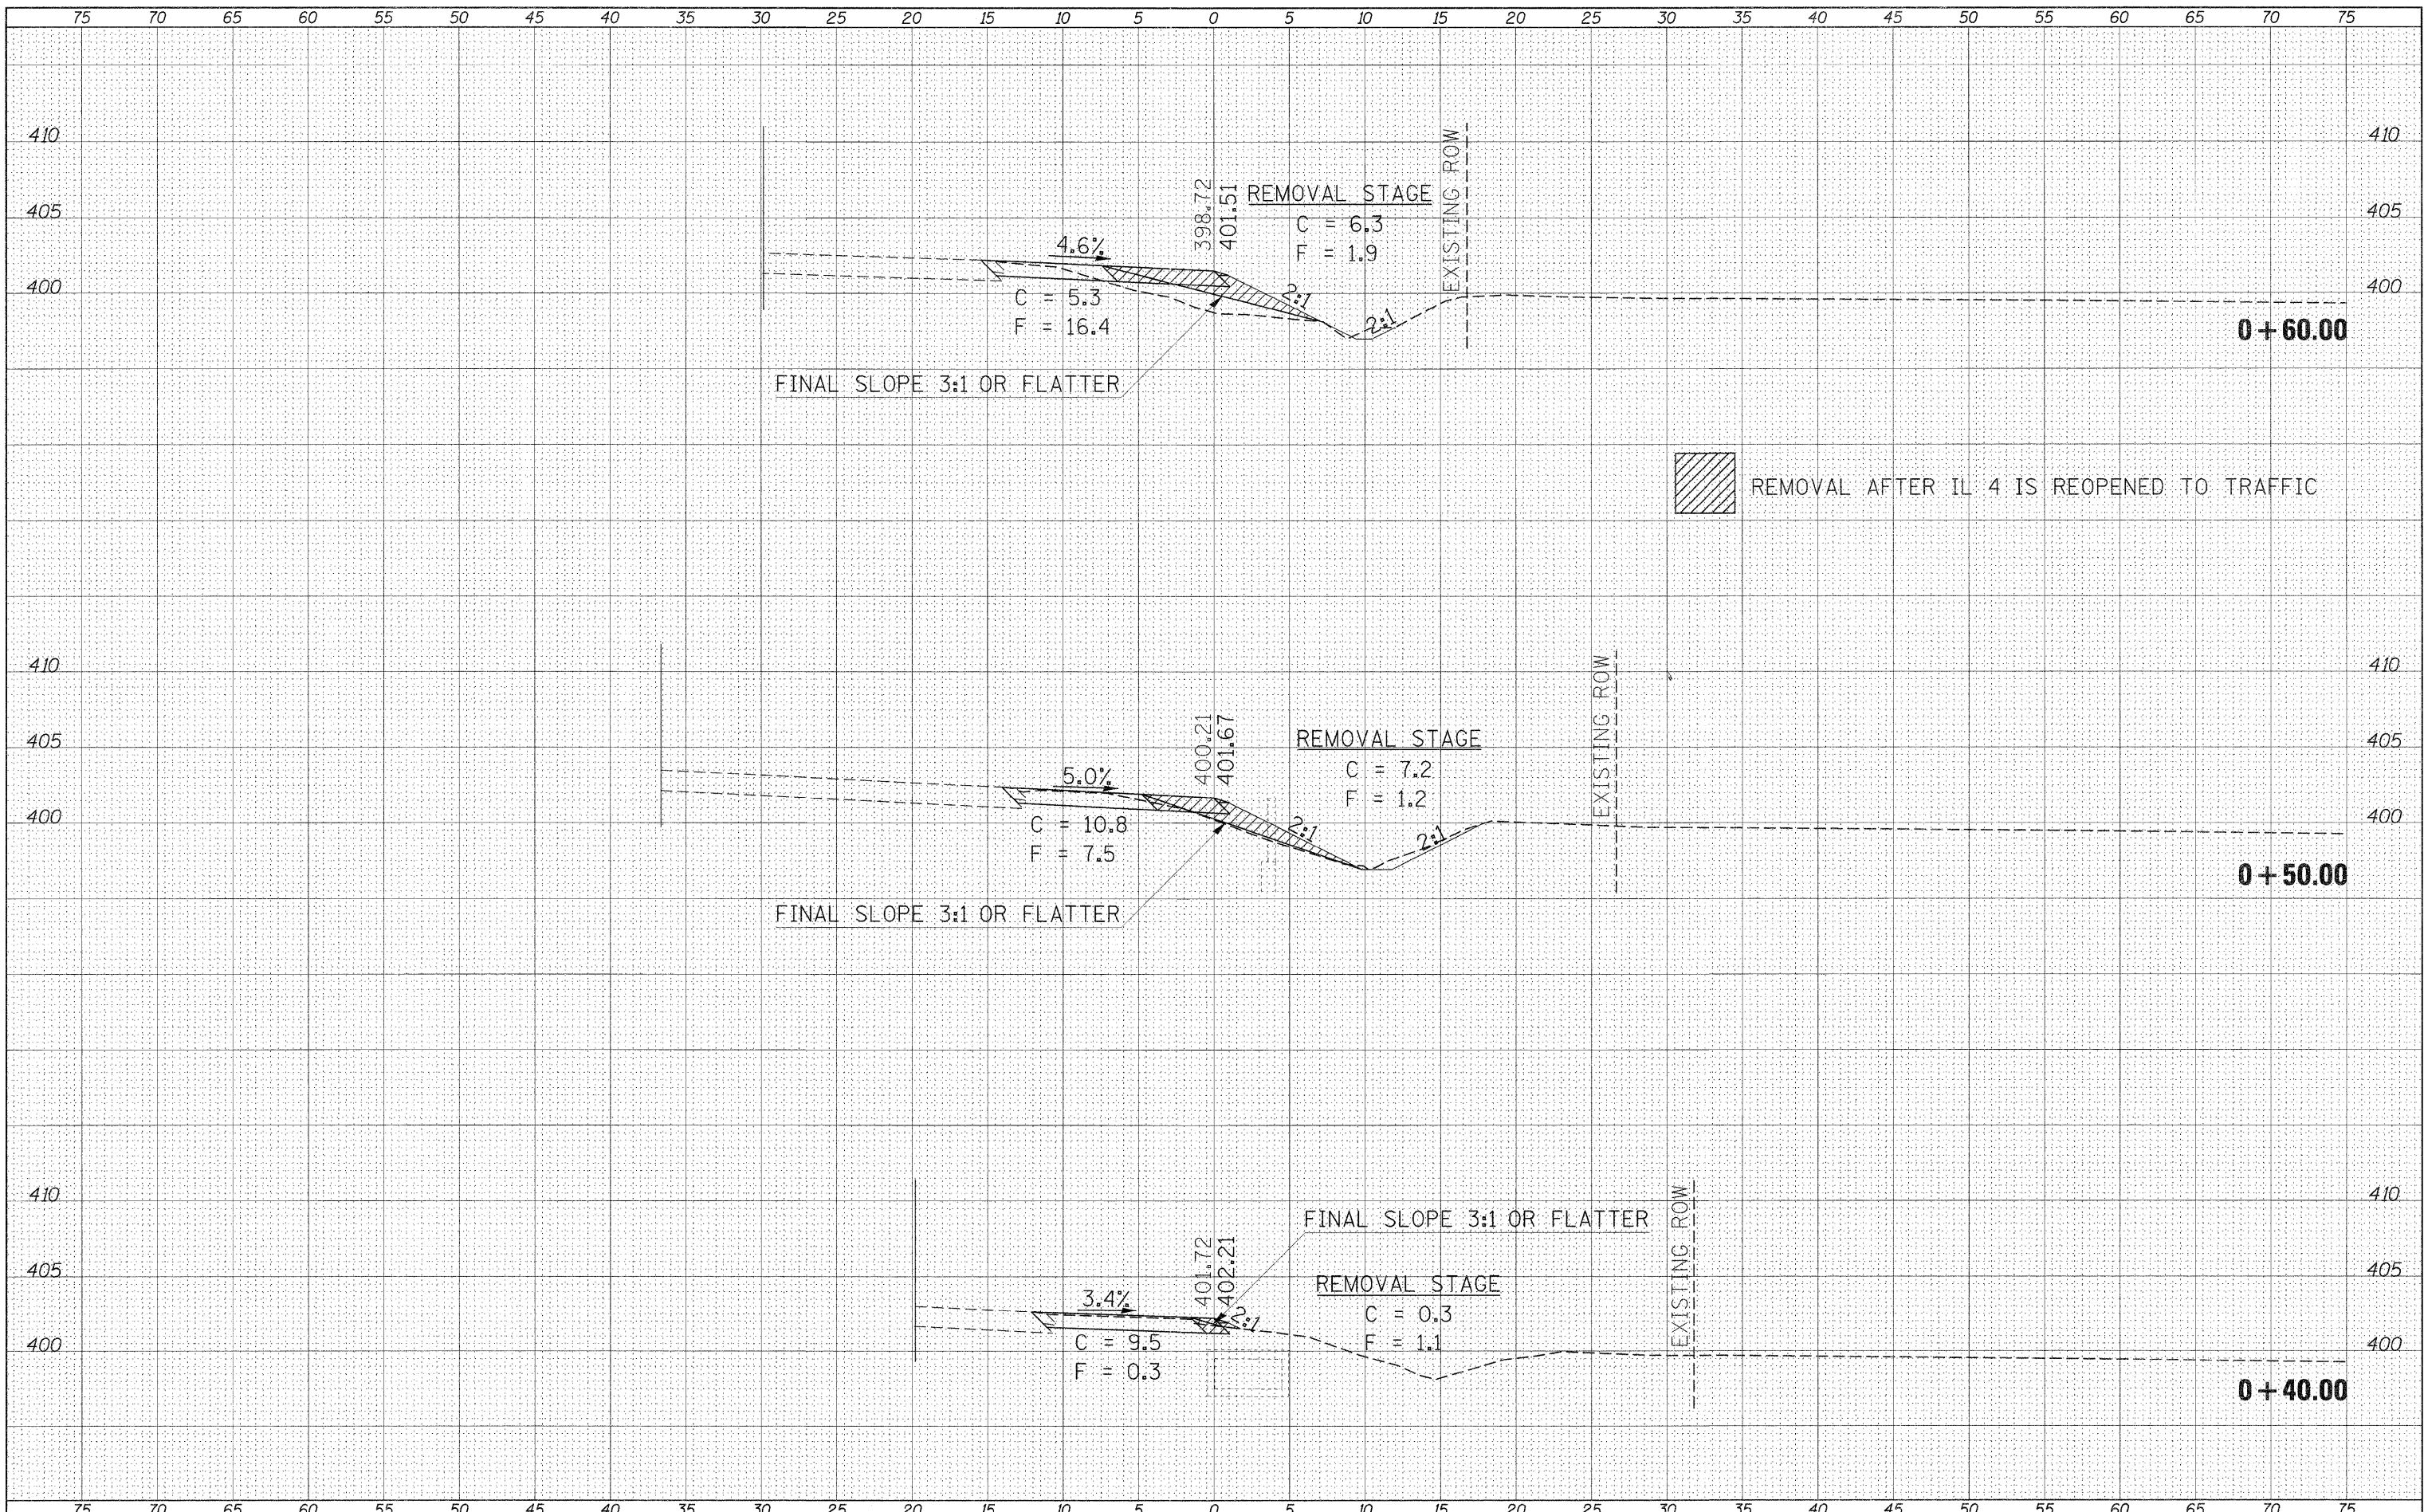 75 70 65 60 55 50 45 40 35 30 25 20 15 10 5 0 5 10 15 20 25 30 35 40 45 50 55 60 65 70 75
410
410
EXISTING ROW
398.72
401.51
REMOVAL STAGE
C = 6.3
F = 1.9
405
405
4.6%
400
400
C = 5.3
F = 16.4
2:1
2:1
0+60.00
FINAL SLOPE 3:1 OR FLATTER
REMOVAL AFTER IL 4 IS REOPENED TO TRAFFIC
410
410
EXISTING ROW
400.21
401.67
REMOVAL STAGE
C = 7.2
F = 1.2
405
405
5.0%
400
400
C = 10.8
F = 7.5
2:1
2:1
0+50.00
FINAL SLOPE 3:1 OR FLATTER
410
410
EXISTING ROW
FINAL SLOPE 3:1 OR FLATTER
401.72
402.21
405
405
REMOVAL STAGE
C = 0.3
F = 1.1
3.4%
2:1
400
400
C = 9.5
F = 0.3
0+40.00
75 70 65 60 55 50 45 40 35 30 25 20 15 10 5 0 5 10 15 20 25 30 35 40 45 50 55 60 65 70 75